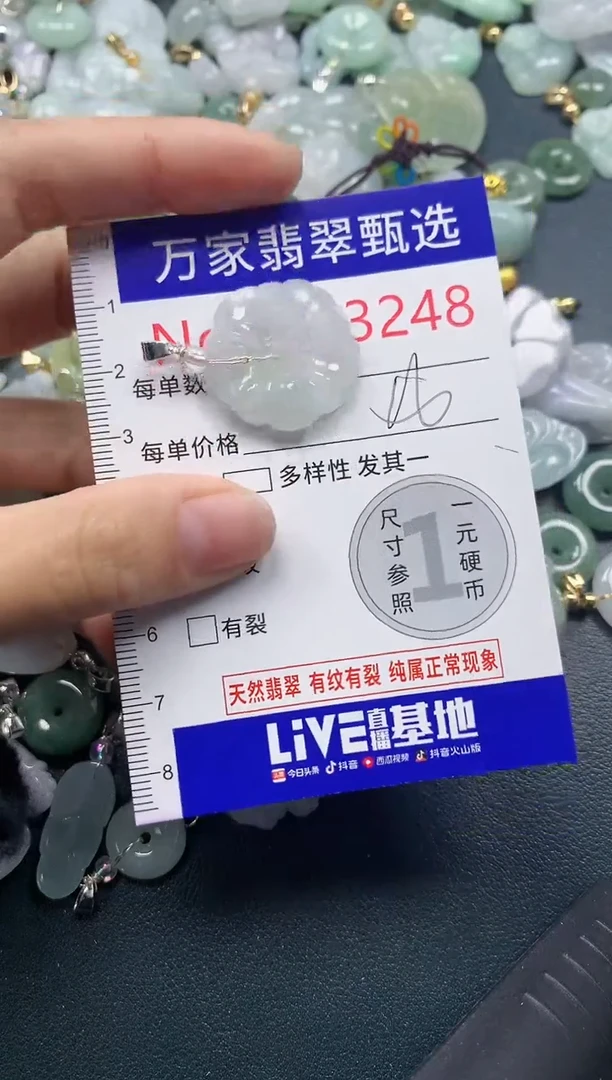 万家翡翠甄选
No 3248
每单数
每单价格
多样性 发其一
尺寸参照
1
一元硬币
有裂
天然翡翠 有纹有裂 纯属正常现象
LiVE直播基地
今日头条 抖音 西瓜视频 抖音火山版
1
2
3
6
7
8